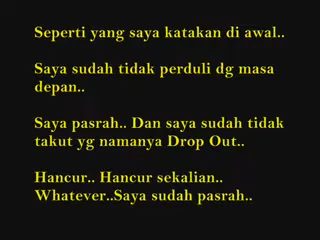 Seperti yang saya katakan di awal..
Saya sudah tidak perduli dg masa
depan..
Saya pasrah.. Dan saya sudah tidak
takut yg namanya Drop Out..
Hancur.. Hancur sekalian..
Whatever..Saya sudah pasrah..